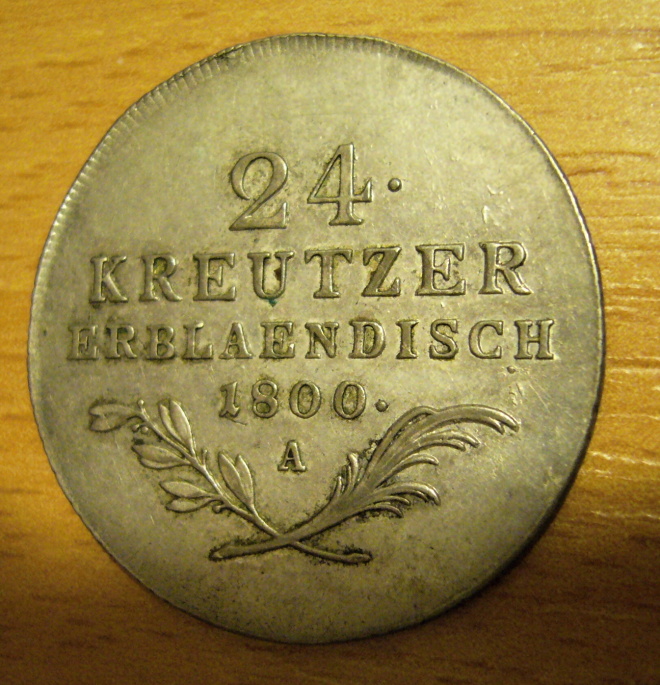 24·
KREUTZER
ERBLAENDISCH
1800·
A